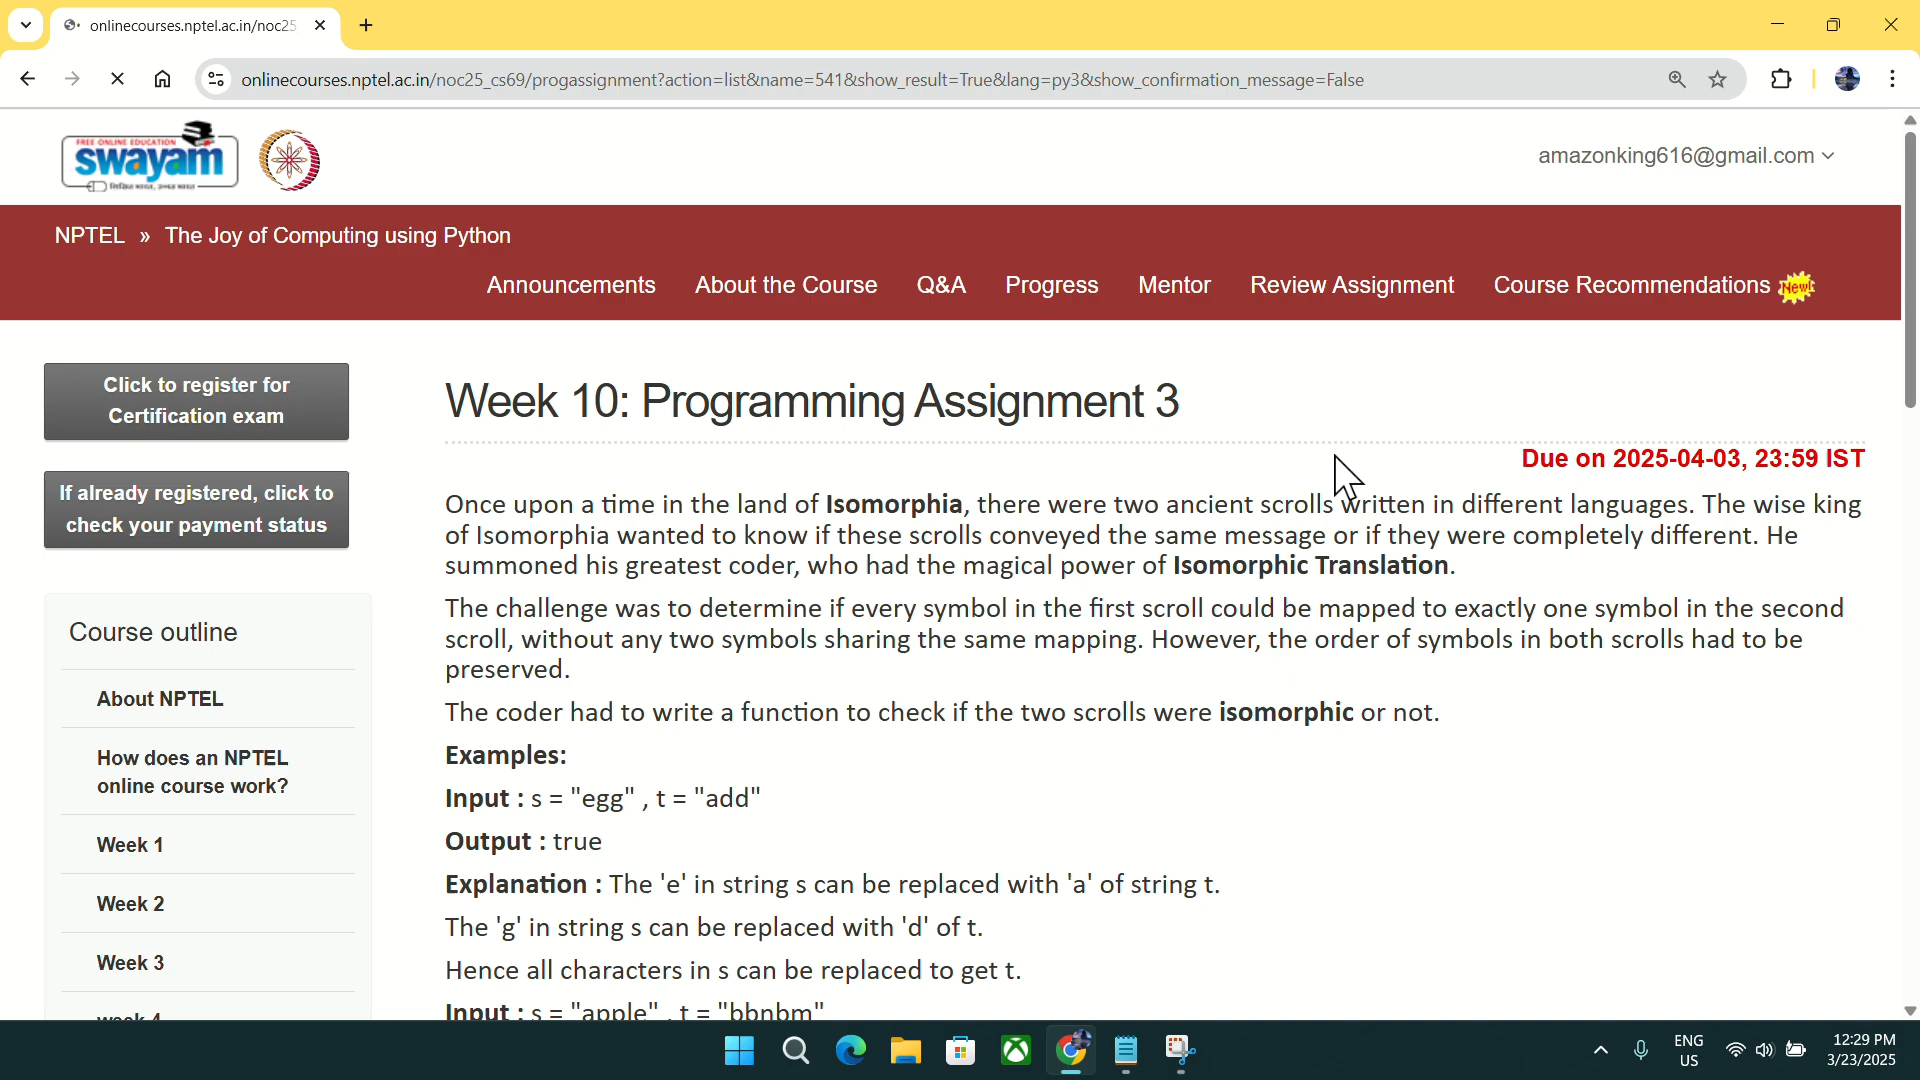 onlinecourses.nptel.ac.in/noc25
onlinecourses.nptel.ac.in/noc25_cs69/progassignment?action=list&name=541&show_result=True&lang=py3&show_confirmation_message=False
FREE ONLINE EDUCATION
swayam
शिक्षित भारत, उन्नत भारत
amazonking616@gmail.com
NPTEL » The Joy of Computing using Python
Announcements About the Course Q&A Progress Mentor Review Assignment Course Recommendations New!
Click to register for
Certification exam
If already registered, click to
check your payment status
Course outline
About NPTEL
How does an NPTEL
online course work?
Week 1
Week 2
Week 3
week 4
Week 10: Programming Assignment 3
Due on 2025-04-03, 23:59 IST
Once upon a time in the land of Isomorphia, there were two ancient scrolls written in different languages. The wise king
of Isomorphia wanted to know if these scrolls conveyed the same message or if they were completely different. He
summoned his greatest coder, who had the magical power of Isomorphic Translation.
The challenge was to determine if every symbol in the first scroll could be mapped to exactly one symbol in the second
scroll, without any two symbols sharing the same mapping. However, the order of symbols in both scrolls had to be
preserved.
The coder had to write a function to check if the two scrolls were isomorphic or not.
Examples:
Input : s = "egg" , t = "add"
Output : true
Explanation : The 'e' in string s can be replaced with 'a' of string t.
The 'g' in string s can be replaced with 'd' of t.
Hence all characters in s can be replaced to get t.
Input : s = "apple" , t = "bbnbm"
ENG
US
12:29 PM
3/23/2025